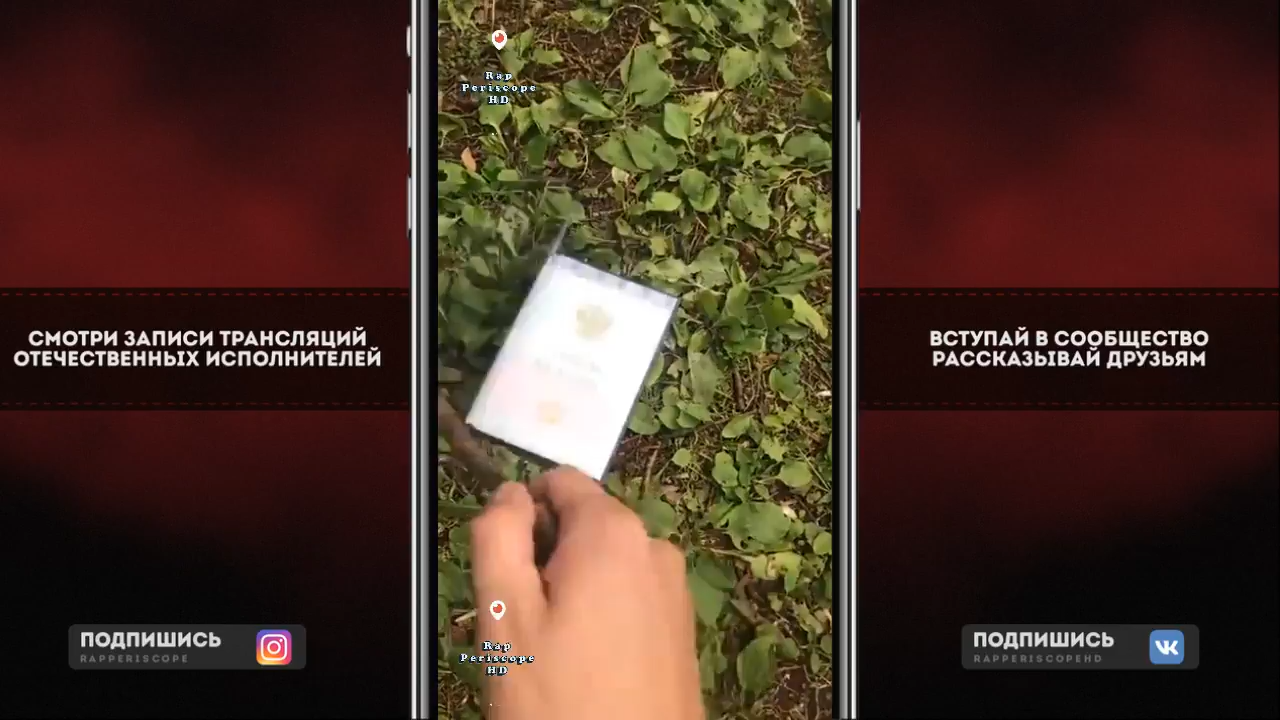 Rap
Periscope
HD
СМОТРИ ЗАПИСИ ТРАНСЛЯЦИЙ
ОТЕЧЕСТВЕННЫХ ИСПОЛНИТЕЛЕЙ
ВСТУПАЙ В СООБЩЕСТВО
РАССКАЗЫВАЙ ДРУЗЬЯМ
Rap
Periscope
HD
ПОДПИШИСЬ
RAPPERISCOPE
ПОДПИШИСЬ
RAPPERISCOPEHD